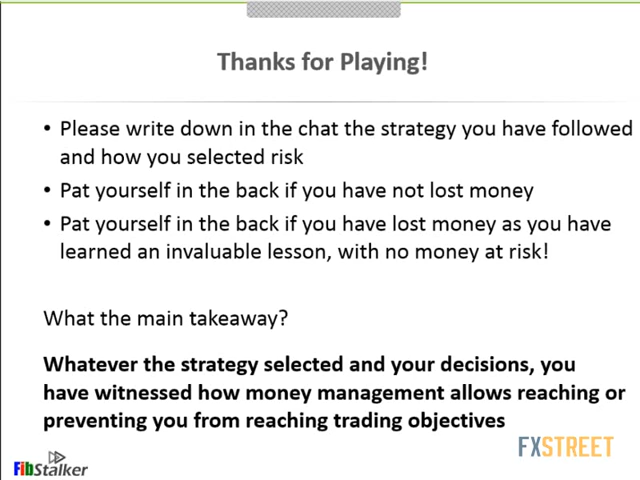 Thanks for Playing!
• Please write down in the chat the strategy you have followed
and how you selected risk
• Pat yourself in the back if you have not lost money
• Pat yourself in the back if you have lost money as you have
learned an invaluable lesson, with no money at risk!
What the main takeaway?
Whatever the strategy selected and your decisions, you
have witnessed how money management allows reaching or
preventing you from reaching trading objectives
FXSTREET
FibStalker